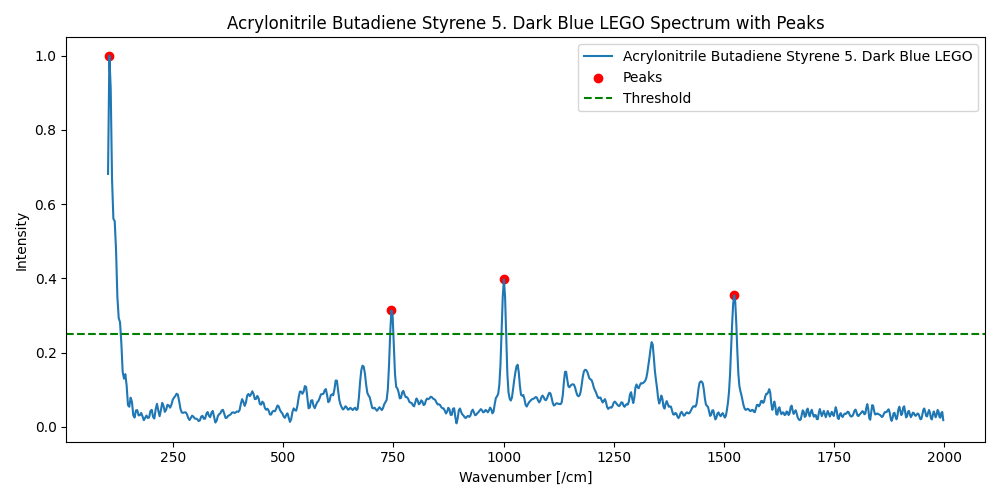 Acrylonitrile Butadiene Styrene 5. Dark Blue LEGO Spectrum with Peaks
Acrylonitrile Butadiene Styrene 5. Dark Blue LEGO
Peaks
Threshold
Intensity
1.0
0.8
0.6
0.4
0.2
0.0
250
500
750
1000
1250
1500
1750
2000
Wavenumber [/cm]